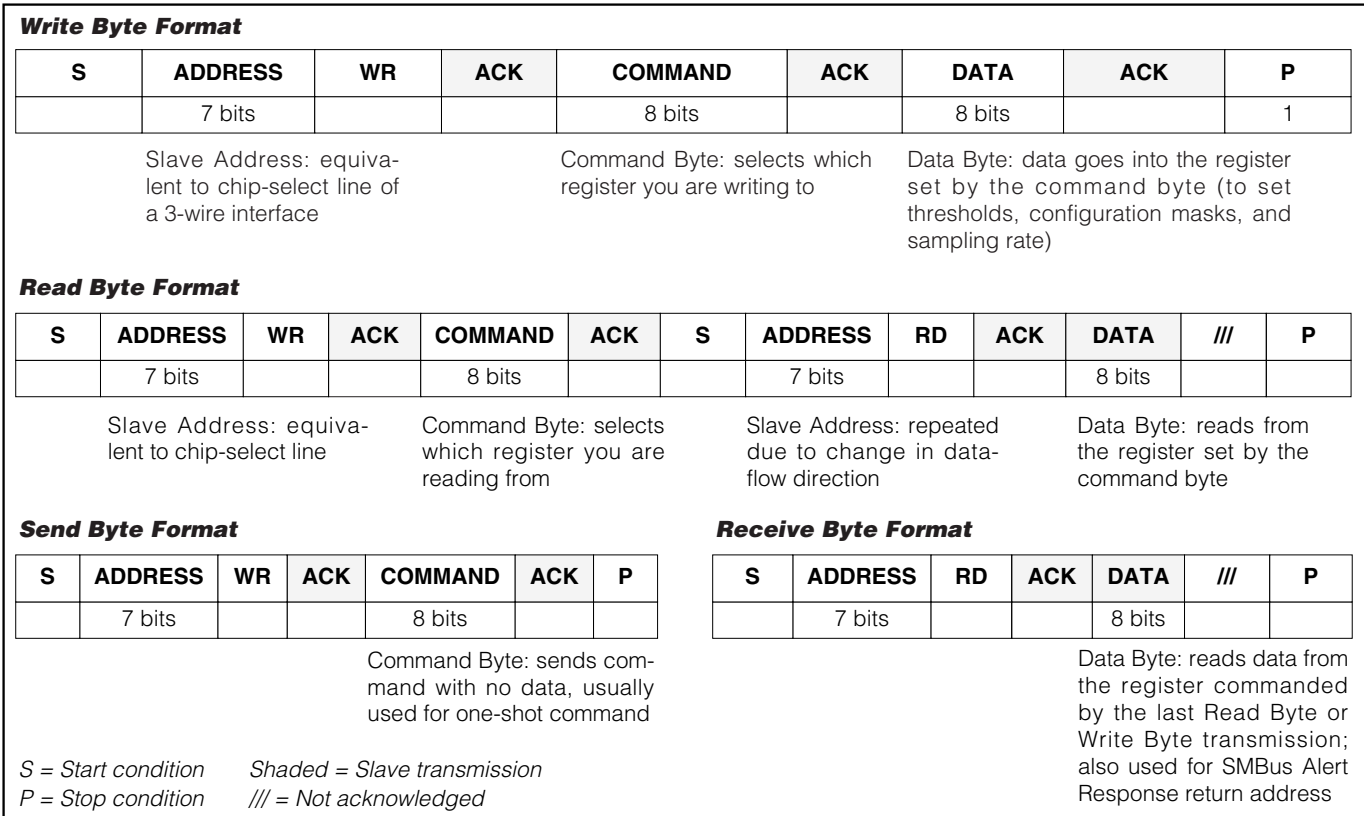 Write Byte Format
S ADDRESS WR ACK COMMAND ACK DATA ACK P
7 bits 8 bits 8 bits 1
Slave Address: equiva-
lent to chip-select line of
a 3-wire interface
Command Byte: selects which
register you are writing to
Data Byte: data goes into the register
set by the command byte (to set
thresholds, configuration masks, and
sampling rate)
Read Byte Format
S ADDRESS WR ACK COMMAND ACK S ADDRESS RD ACK DATA /// P
7 bits 8 bits 7 bits 8 bits
Slave Address: equiva-
lent to chip-select line
Command Byte: selects
which register you are
reading from
Slave Address: repeated
due to change in data-
flow direction
Data Byte: reads from
the register set by the
command byte
Send Byte Format
S ADDRESS WR ACK COMMAND ACK P
7 bits 8 bits
Command Byte: sends com-
mand with no data, usually
used for one-shot command
Receive Byte Format
S ADDRESS RD ACK DATA /// P
7 bits 8 bits
Data Byte: reads data from
the register commanded
by the last Read Byte or
Write Byte transmission;
also used for SMBus Alert
Response return address
S = Start condition Shaded = Slave transmission
P = Stop condition /// = Not acknowledged